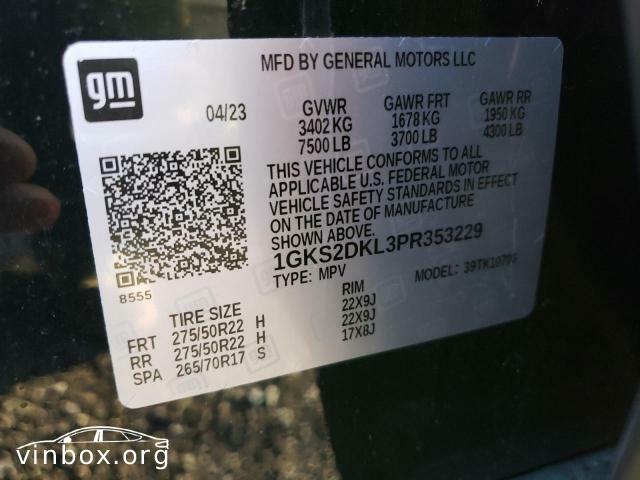 gm
MFD BY GENERAL MOTORS LLC
04/23 GVWR GAWR FRT GAWR RR
3402 KG 1678 KG 1950 KG
7500 LB 3700 LB 4300 LB
THIS VEHICLE CONFORMS TO ALL
APPLICABLE U.S. FEDERAL MOTOR
VEHICLE SAFETY STANDARDS IN EFFECT
ON THE DATE OF MANUFACTURE
SHOWN ABOVE.
1GKS2DKL3PR353229
TYPE: MPV MODEL:
8555
TIRE SIZE RIM
FRT 275/50R22 H 22X9J
RR 275/50R22 H 22X9J
SPA 265/70R17 S 17X8J
vinbox.org